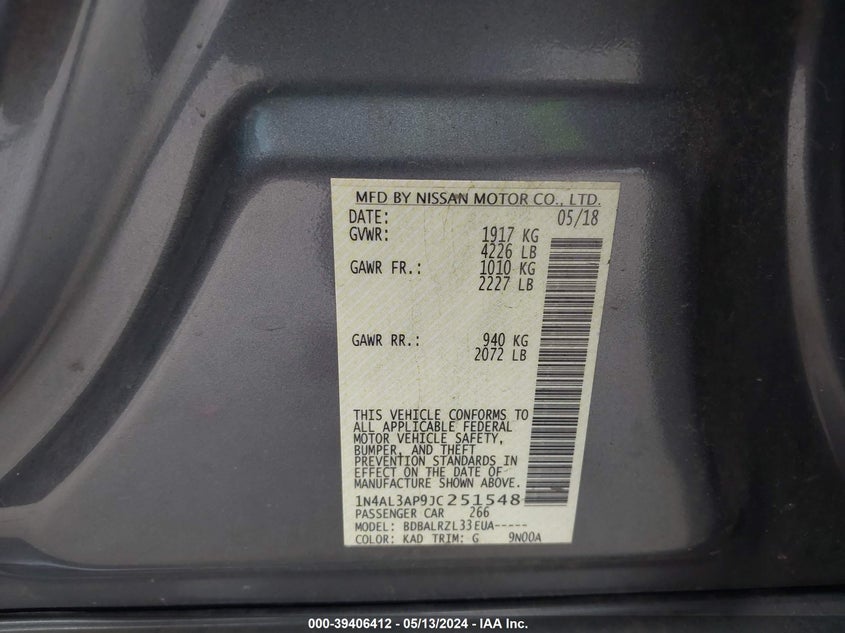 MFD BY NISSAN MOTOR CO., LTD.
DATE: 05/18
GVWR: 1917 KG
4226 LB
GAWR FR.: 1010 KG
2227 LB
GAWR RR.: 940 KG
2072 LB
THIS VEHICLE CONFORMS TO
ALL APPLICABLE FEDERAL
MOTOR VEHICLE SAFETY,
BUMPER, AND THEFT
PREVENTION STANDARDS IN
EFFECT ON THE DATE OF
MANUFACTURE SHOWN ABOVE.
1N4AL3AP9JC251548
PASSENGER CAR 266
MODEL: BDBALRZL33EUA-----
COLOR: KAD TRIM: G 9N00A
000-39406412 - 05/13/2024 - IAA Inc.